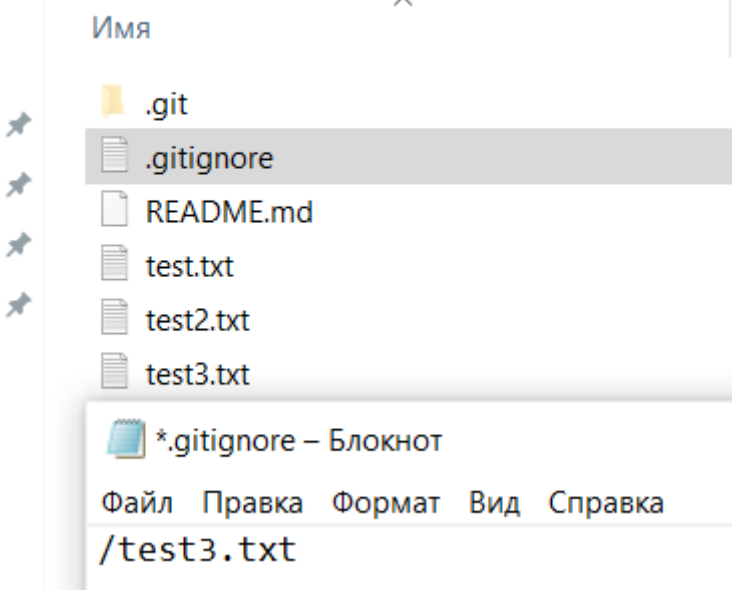 Имя
.git
.gitignore
README.md
test.txt
test2.txt
test3.txt
*.gitignore – Блокнот
Файл Правка Формат Вид Справка
/test3.txt